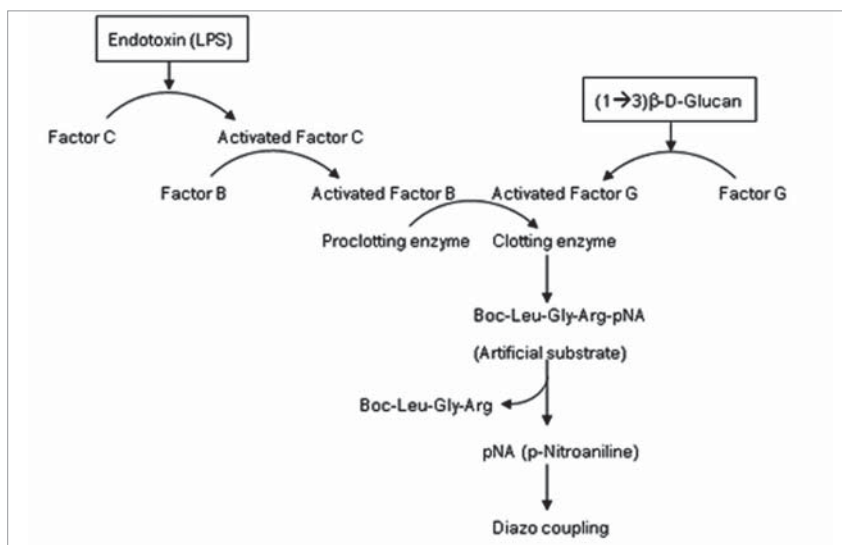 Endotoxin (LPS)
(1→3)β-D-Glucan
Factor C
Activated Factor C
Factor B
Activated Factor B
Activated Factor G
Factor G
Proclotting enzyme
Clotting enzyme
Boc-Leu-Gly-Arg-pNA
(Artificial substrate)
Boc-Leu-Gly-Arg
pNA (p-Nitroaniline)
Diazo coupling